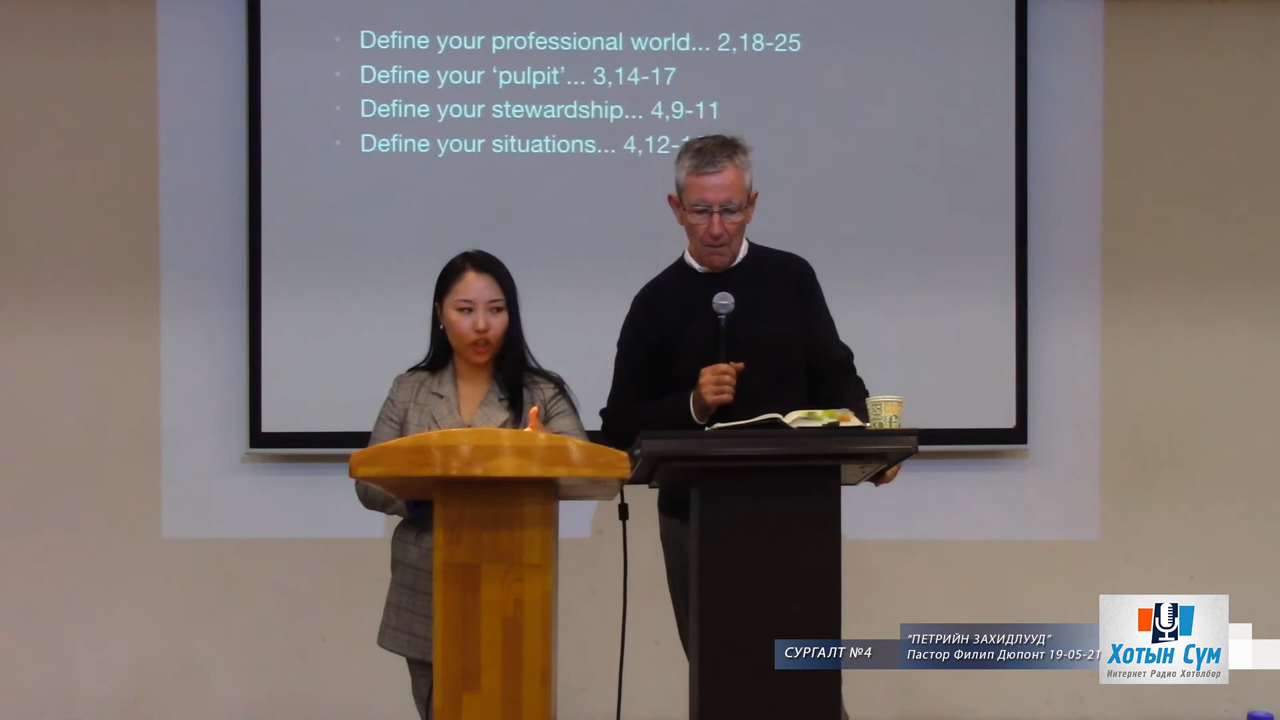 Define your professional world... 2,18-25
Define your ‘pulpit’... 3,14-17
Define your stewardship... 4,9-11
Define your situations... 4,12-
СУРГАЛТ №4
“ПЕТРИЙН ЗАХИДЛУУД”
Пастор Филип Дюпонт 19-05-21
Хотын Сүм
Интернет Радио Хөтөлбөр